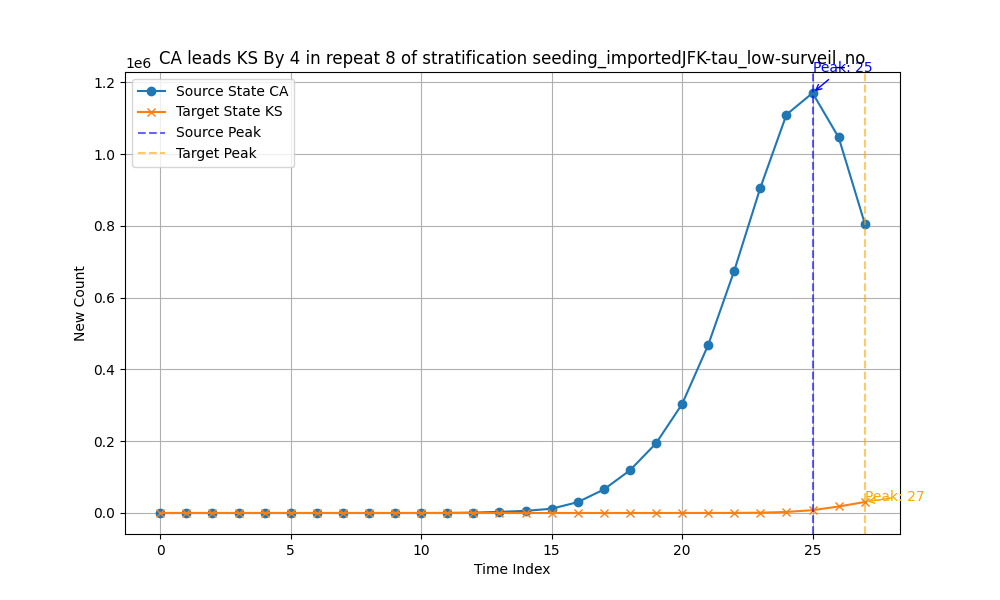 CA leads KS By 4 in repeat 8 of stratification seeding_importedJFK-tau_low-surveil_no
1e6
Peak: 25
Source State CA
Target State KS
Source Peak
Target Peak
1.2
1.0
0.8
0.6
0.4
0.2
0.0
New Count
Peak: 27
0 5 10 15 20 25
Time Index